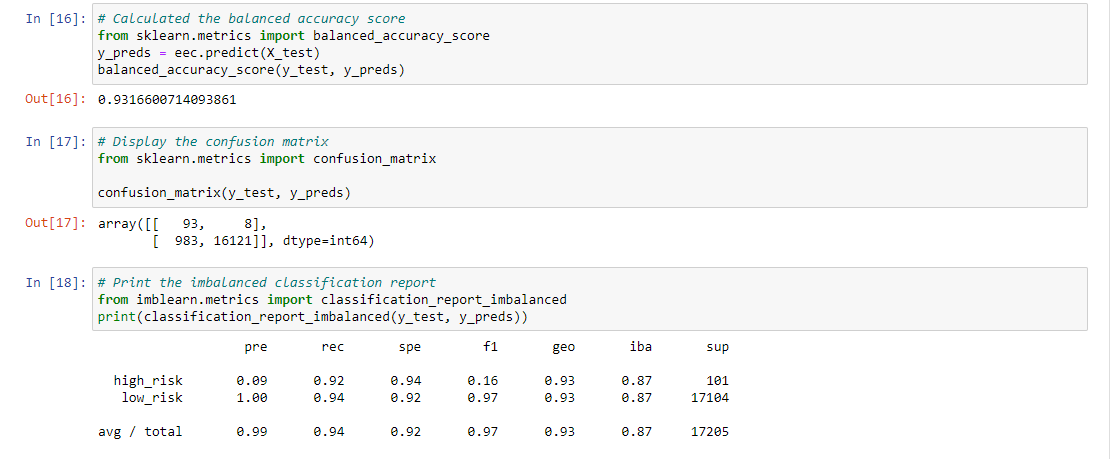 In [16]: # Calculated the balanced accuracy score
from sklearn.metrics import balanced_accuracy_score
y_preds = eec.predict(X_test)
balanced_accuracy_score(y_test, y_preds)
Out[16]: 0.9316600714093861
In [17]: # Display the confusion matrix
from sklearn.metrics import confusion_matrix
confusion_matrix(y_test, y_preds)
Out[17]: array([[   93,     8],
[  983, 16121]], dtype=int64)
In [18]: # Print the imbalanced classification report
from imblearn.metrics import classification_report_imbalanced
print(classification_report_imbalanced(y_test, y_preds))
pre rec spe f1 geo iba sup
high_risk 0.09 0.92 0.94 0.16 0.93 0.87 101
low_risk 1.00 0.94 0.92 0.97 0.93 0.87 17104
avg / total 0.99 0.94 0.92 0.97 0.93 0.87 17205